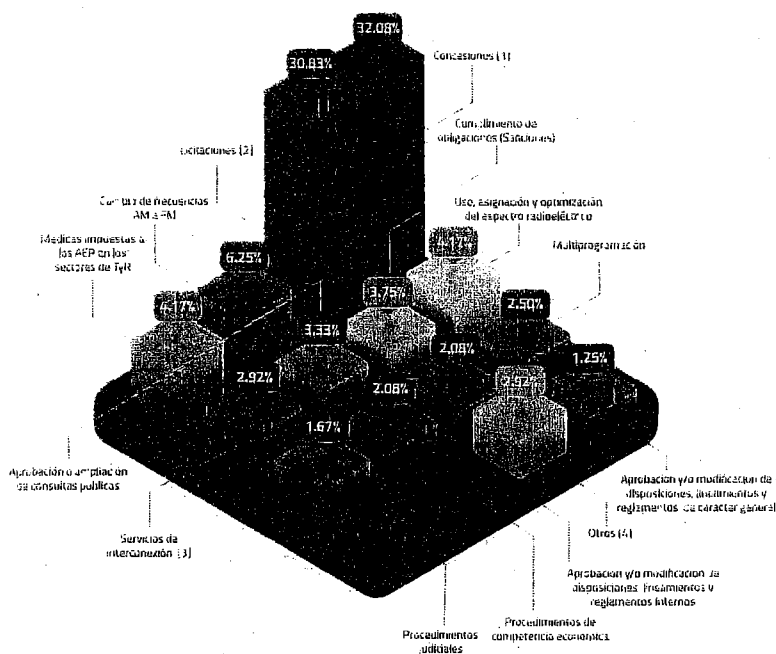 32.08%
30.83%
Concesiones (1)
Cumplimiento de
obligaciones (Sanciones)
Licitaciones (2)
Cambio de frecuencias
AM a FM
Uso, asignación y optimización
del espectro radioeléctrico
Medidas impuestas a
los AEP en los
sectores de TyR
Multiprogramación
6.25%
4.17%
3.75%
2.50%
3.33%
2.08%
1.25%
2.92%
2.08%
2.92%
1.67%
Aprobación o ampliación
de consultas públicas
Aprobación y/o modificación de
disposiciones, lineamientos y
reglamentos de carácter general
Servicios de
interconexión (3)
Otros (4)
Aprobación y/o modificación de
disposiciones, lineamientos y
reglamentos internos
Procedimientos de
competencia económica
Procedimientos
judiciales